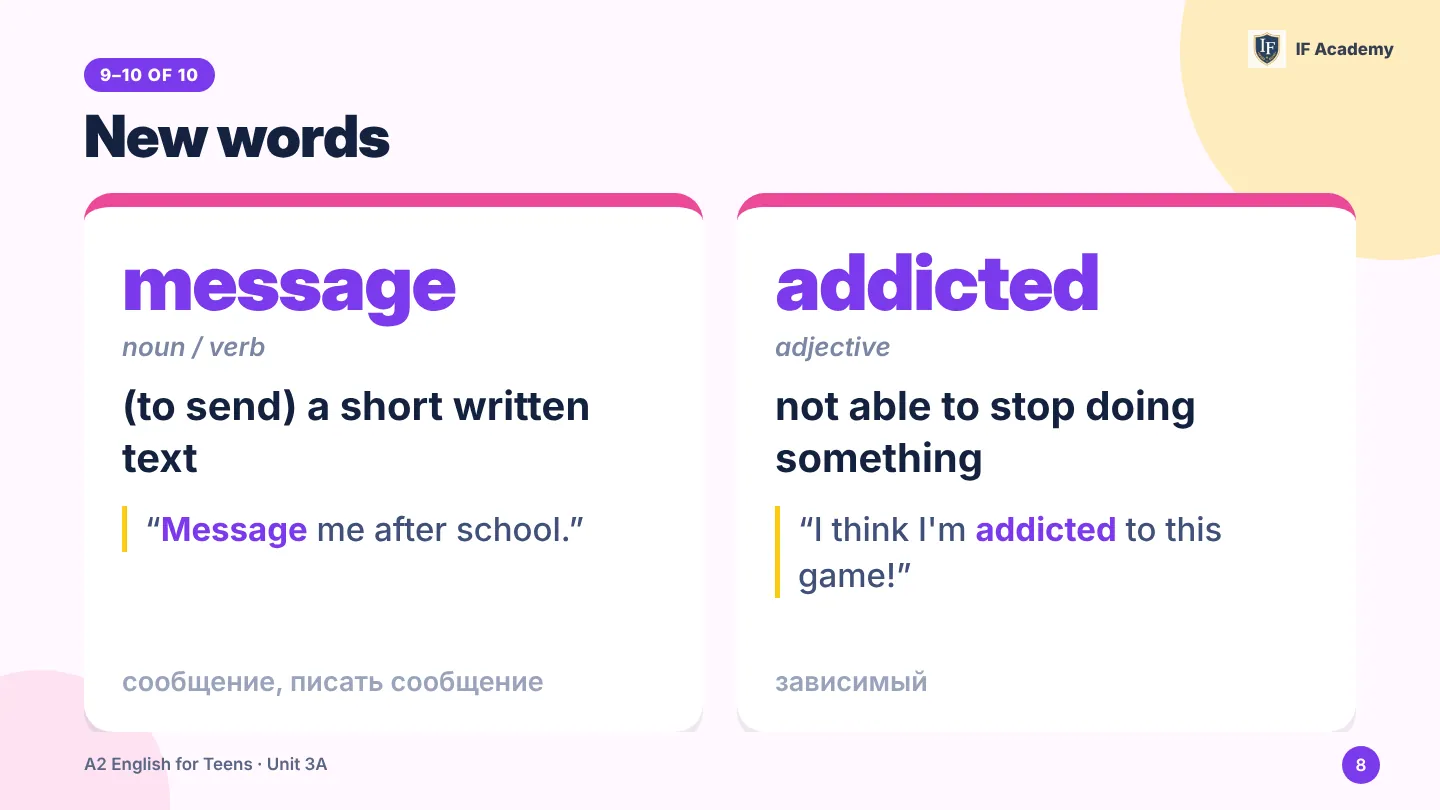 IF
IF Academy
9–10 OF 10
New words
message
noun / verb
(to send) a short written
text
“Message me after school.”
сообщение, писать сообщение
addicted
adjective
not able to stop doing
something
“I think I'm addicted to this
game!”
зависимый
A2 English for Teens · Unit 3A
8